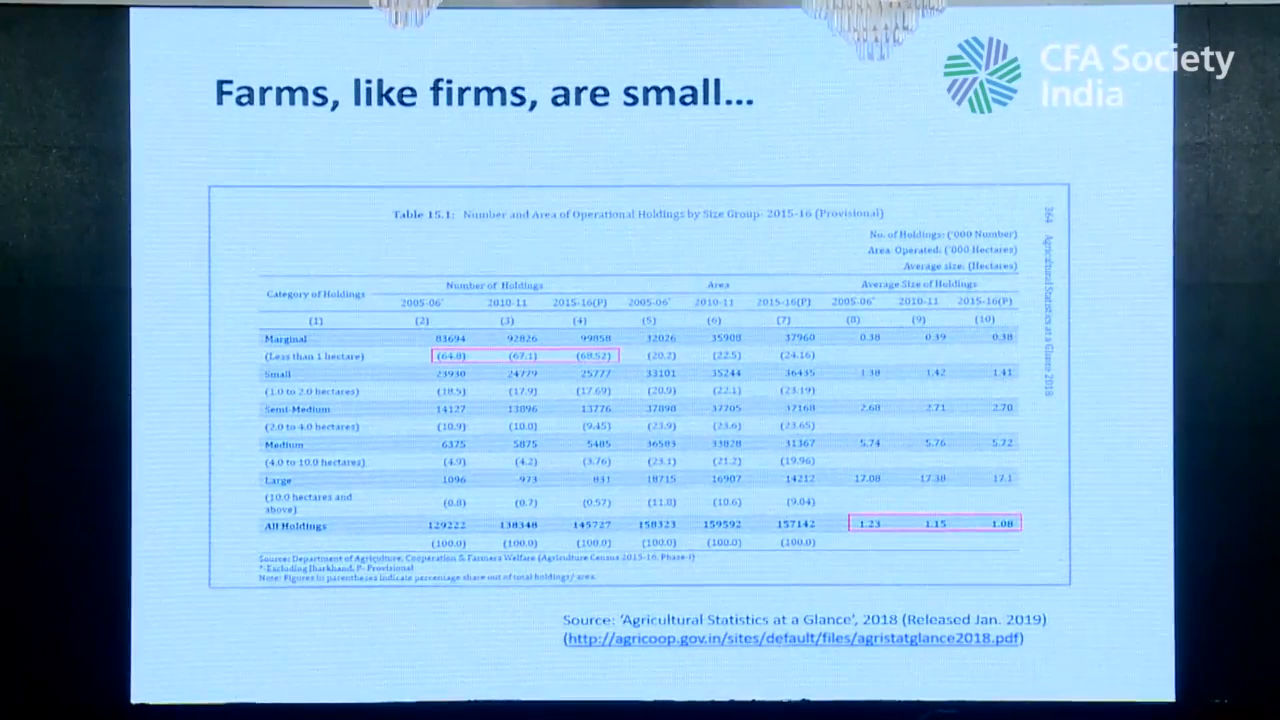 CFA Society
India
Farms, like firms, are small...
364 Agricultural Statistics at a Glance 2018
Table 15.1: Number and Area of Operational Holdings by Size Group- 2015-16 (Provisional)
No. of Holdings: ('000 Number)
Area Operated: ('000 Hectares)
Average size: (Hectares)
Category of Holdings Number of Holdings Area Average Size of Holdings
2005-06* 2010-11 2015-16(P) 2005-06* 2010-11 2015-16(P) 2005-06* 2010-11 2015-16(P)
(1) (2) (3) (4) (5) (6) (7) (8) (9) (10)
Marginal 83694 92826 99858 32026 35908 37960 0.38 0.39 0.38
(Less than 1 hectare) (64.8) (67.1) (68.52) (20.2) (22.5) (24.16)
Small 23930 24779 25777 33101 35244 36435 1.38 1.42 1.41
(1.0 to 2.0 hectares) (18.5) (17.9) (17.69) (20.9) (22.1) (23.19)
Semi-Medium 14127 13896 13776 37898 37705 37168 2.68 2.71 2.70
(2.0 to 4.0 hectares) (10.9) (10.0) (9.45) (23.9) (23.6) (23.65)
Medium 6375 5875 5485 36583 33828 31367 5.74 5.76 5.72
(4.0 to 10.0 hectares) (4.9) (4.2) (3.76) (23.1) (21.2) (19.96)
Large 1096 973 831 18715 16907 14212 17.08 17.38 17.1
(10.0 hectares and
above) (0.8) (0.7) (0.57) (11.8) (10.6) (9.04)
All Holdings 129222 138348 145727 158323 159592 157142 1.23 1.15 1.08
(100.0) (100.0) (100.0) (100.0) (100.0) (100.0)
Source: Department of Agriculture, Cooperation & Farmers Welfare (Agriculture Census 2015-16, Phase-I)
*-Excluding Jharkhand, P- Provisional
Note: Figures in parentheses indicate percentage share out of total holdings/ area.
Source: 'Agricultural Statistics at a Glance', 2018 (Released Jan. 2019)
(http://agricoop.gov.in/sites/default/files/agristatglance2018.pdf)